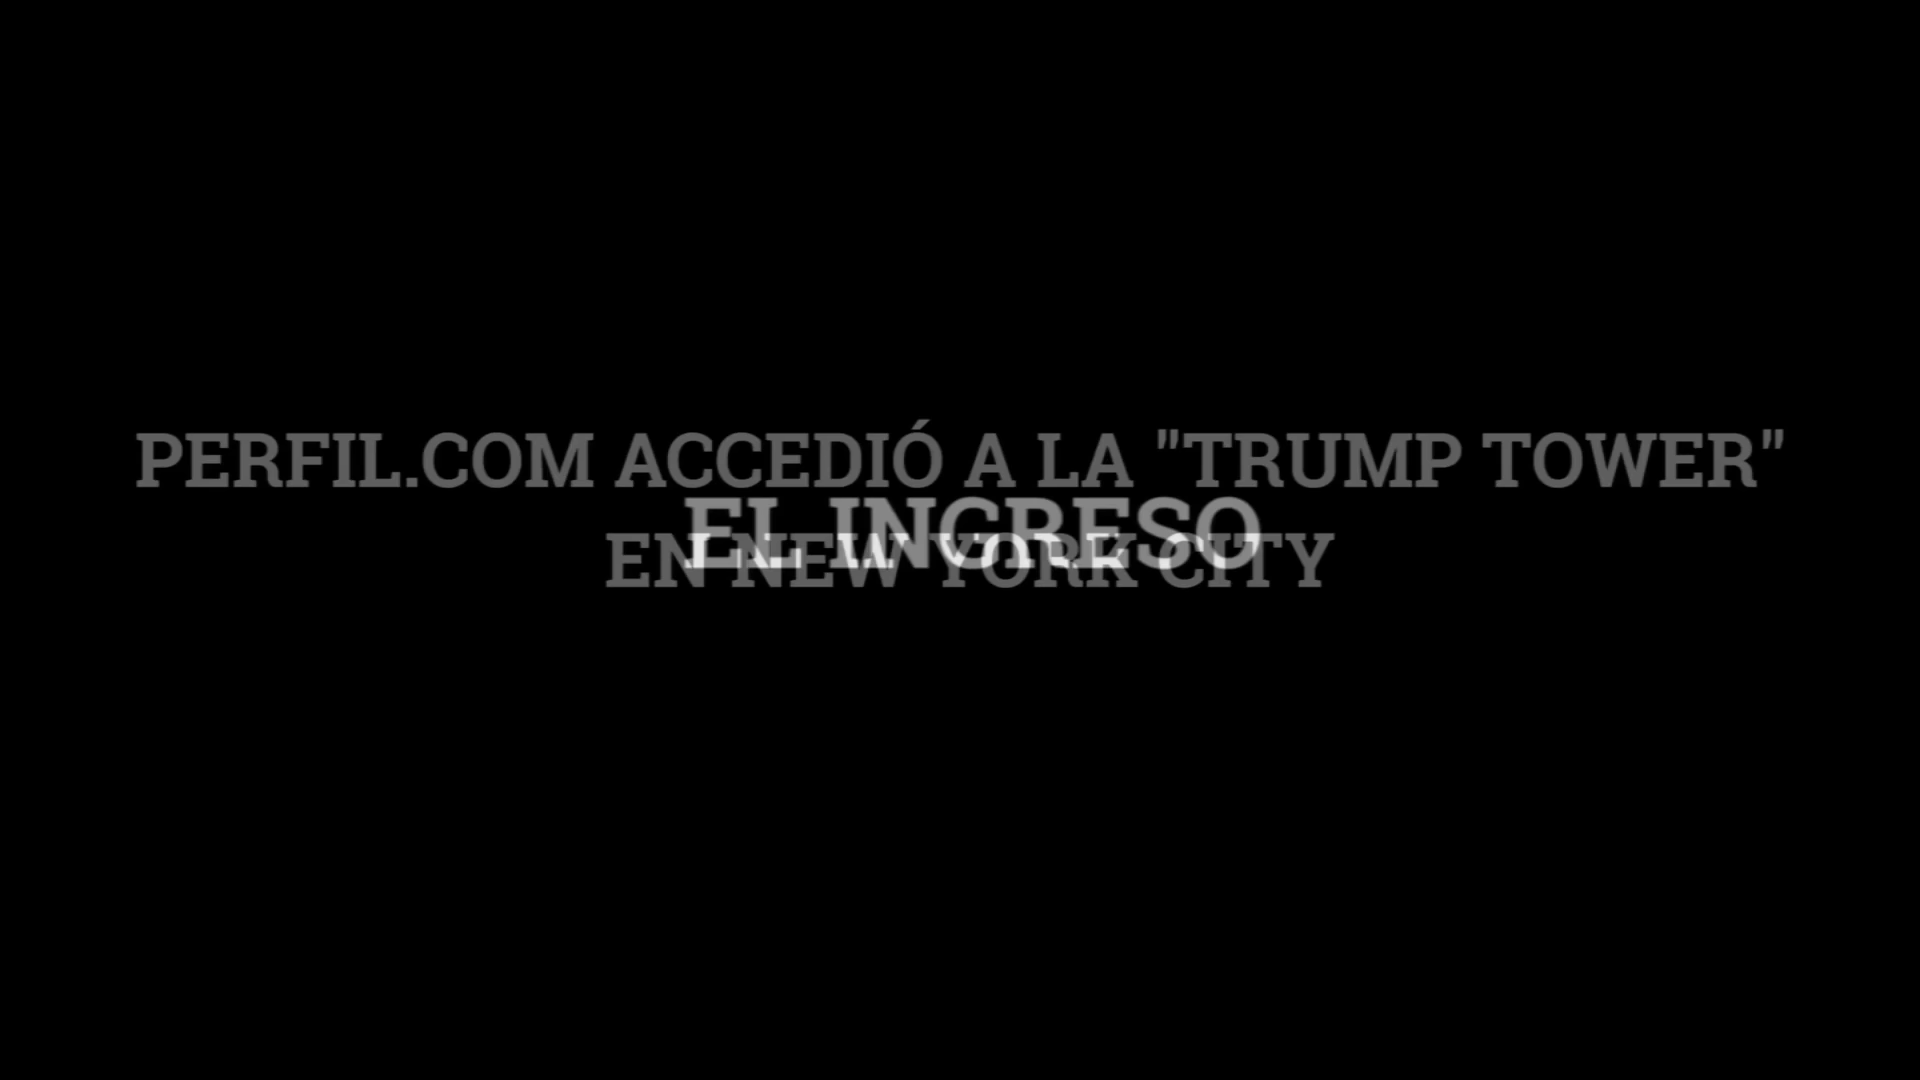 PERFIL.COM ACCEDIÓ A LA "TRUMP TOWER"
EL INGRESO
EN NEW YORK CITY